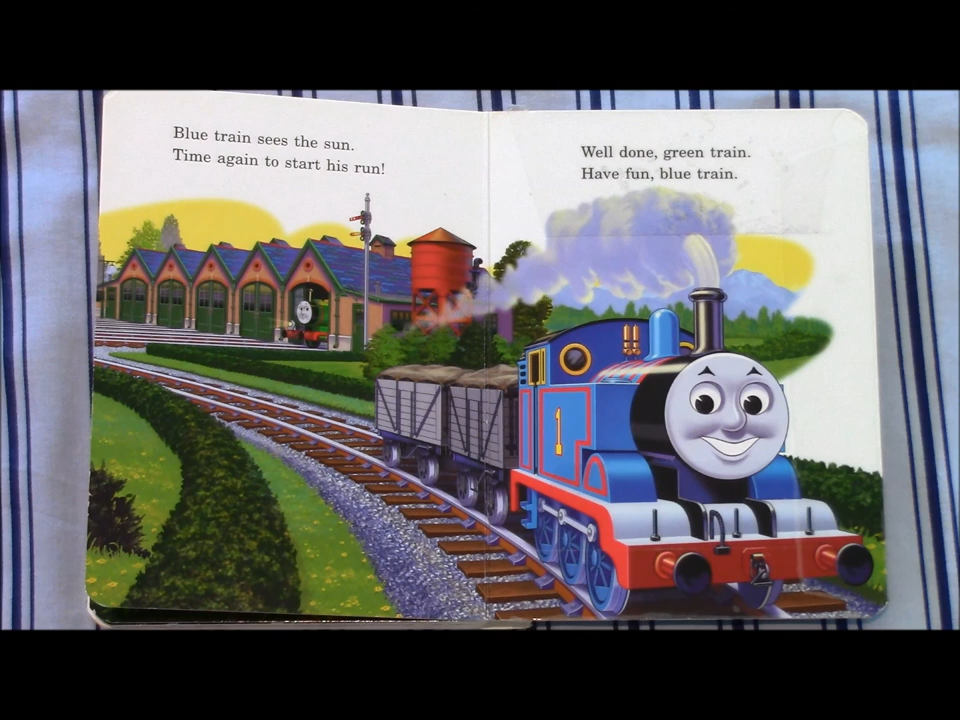 Blue train sees the sun.
Time again to start his run!
Well done, green train.
Have fun, blue train.
1